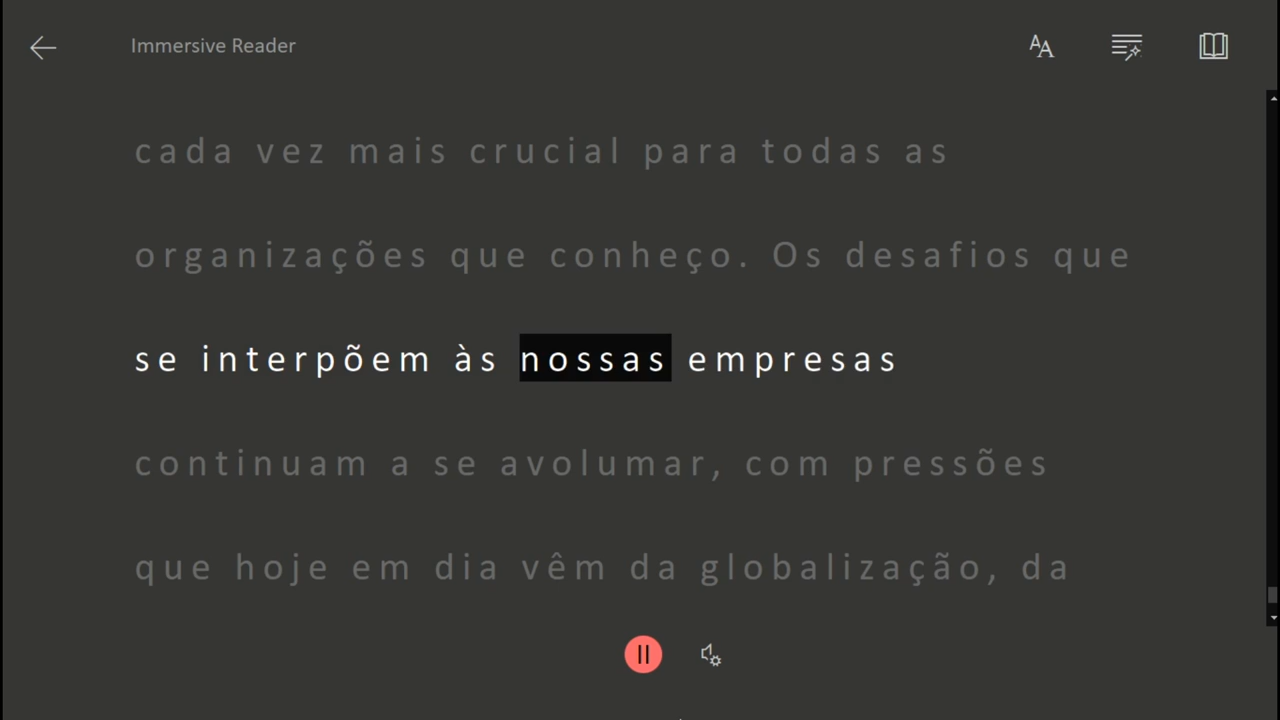 Immersive Reader
cada vez mais crucial para todas as
organizações que conheço. Os desafios que
se interpõem às nossas empresas
continuam a se avolumar, com pressões
que hoje em dia vêm da globalização, da